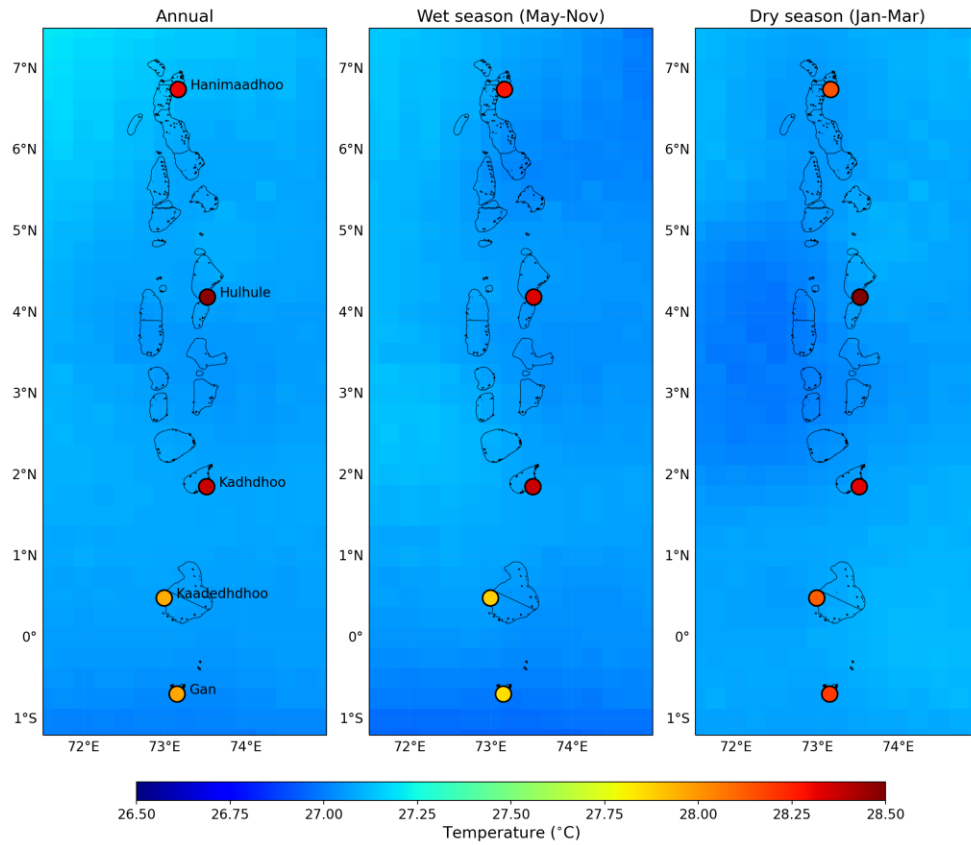 Annual
Wet season (May-Nov)
Dry season (Jan-Mar)
7°N
7°N
7°N
Hanimaadhoo
6°N
6°N
6°N
5°N
5°N
5°N
Hulhule
4°N
4°N
4°N
3°N
3°N
3°N
2°N
2°N
2°N
Kadhdhoo
1°N
1°N
1°N
Kaadedhdhoo
0°
0°
0°
Gan
1°S
1°S
1°S
72°E 73°E 74°E
72°E 73°E 74°E
72°E 73°E 74°E
26.50 26.75 27.00 27.25 27.50 27.75 28.00 28.25 28.50
Temperature (°C)